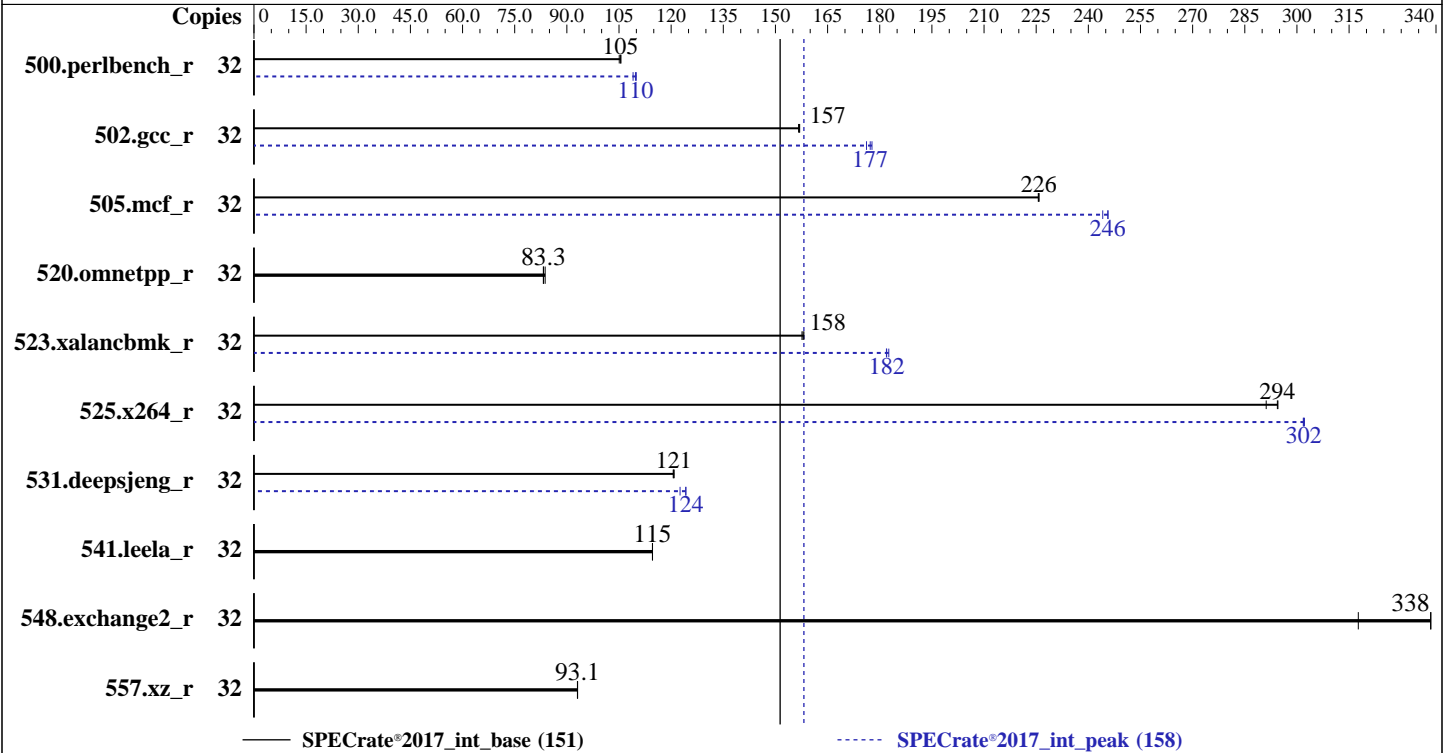 Copies 0 15.0 30.0 45.0 60.0 75.0 90.0 105 120 135 150 165 180 195 210 225 240 255 270 285 300 315 340
500.perlbench_r 32 105
110
502.gcc_r 32 157
177
505.mcf_r 32 226
246
520.omnetpp_r 32 83.3
523.xalancbmk_r 32 158
182
525.x264_r 32 294
302
531.deepsjeng_r 32 121
124
541.leela_r 32 115
548.exchange2_r 32 338
557.xz_r 32 93.1
SPECrate®2017_int_base (151) SPECrate®2017_int_peak (158)